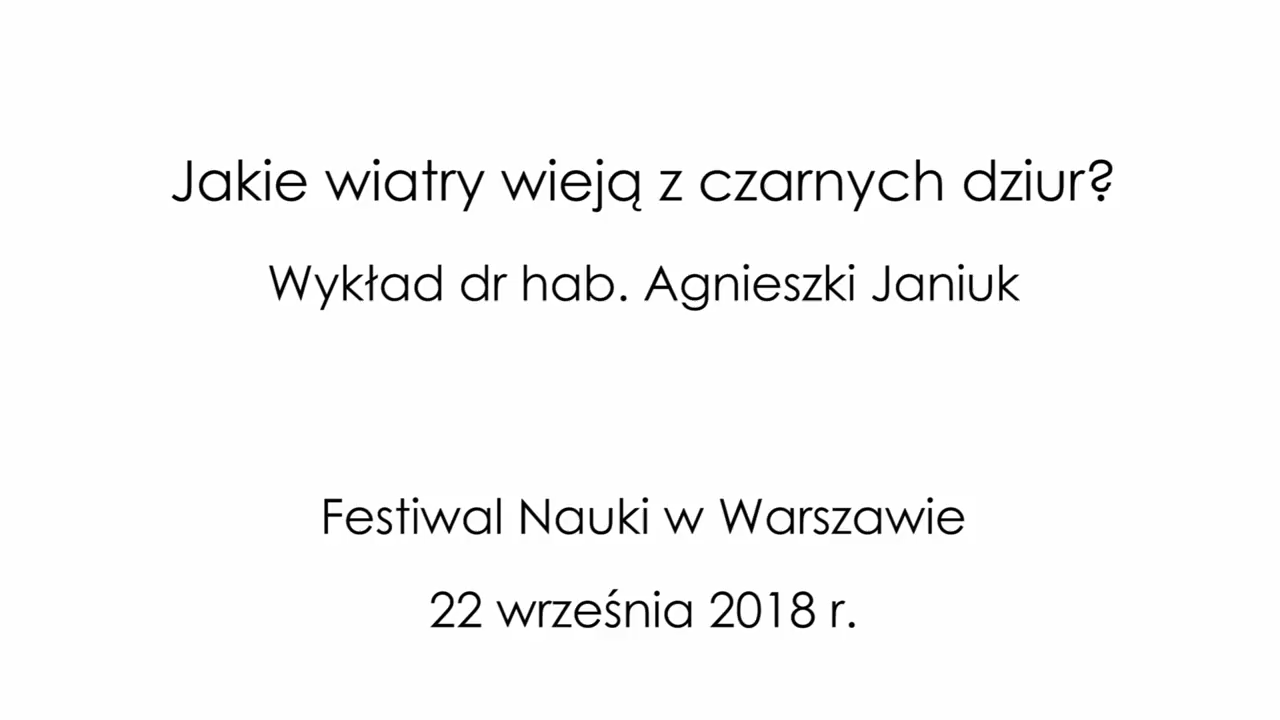 Jakie wiatry wieją z czarnych dziur?
Wykład dr hab. Agnieszki Janiuk
Festiwal Nauki w Warszawie
22 września 2018 r.